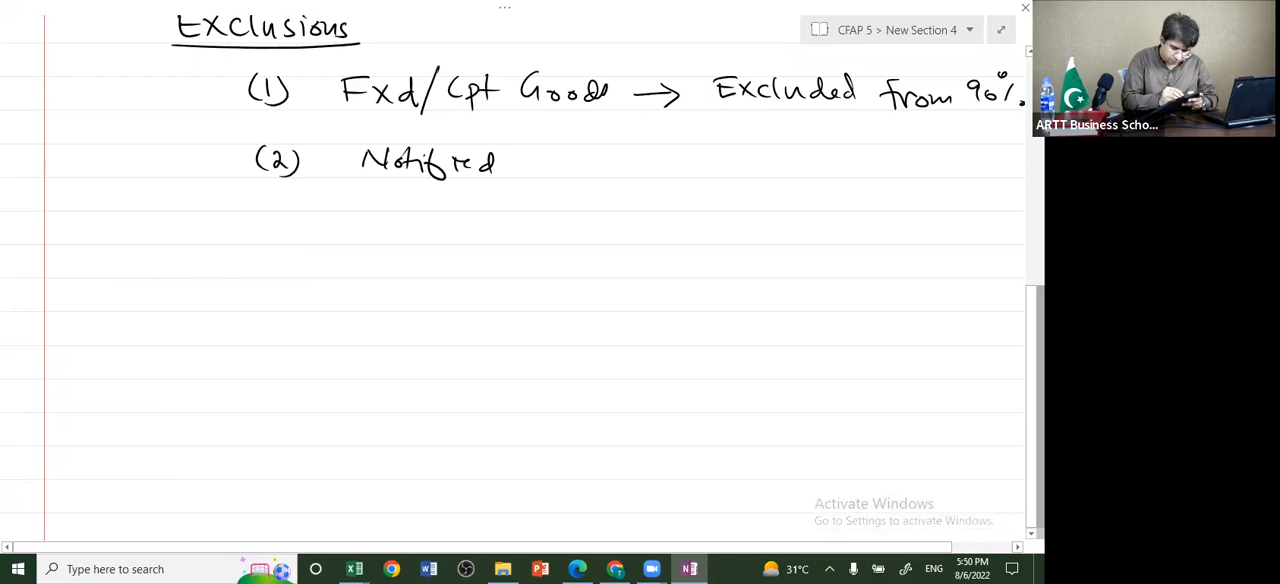 Exclusions
CFAP 5 > New Section 4
(1) Fxd/Cpt Goods → Excluded from 90%.
ARTT Business Scho...
(2) Notified
Activate Windows
Go to Settings to activate Windows.
Type here to search
31°C
ENG
5:50 PM
8/6/2022